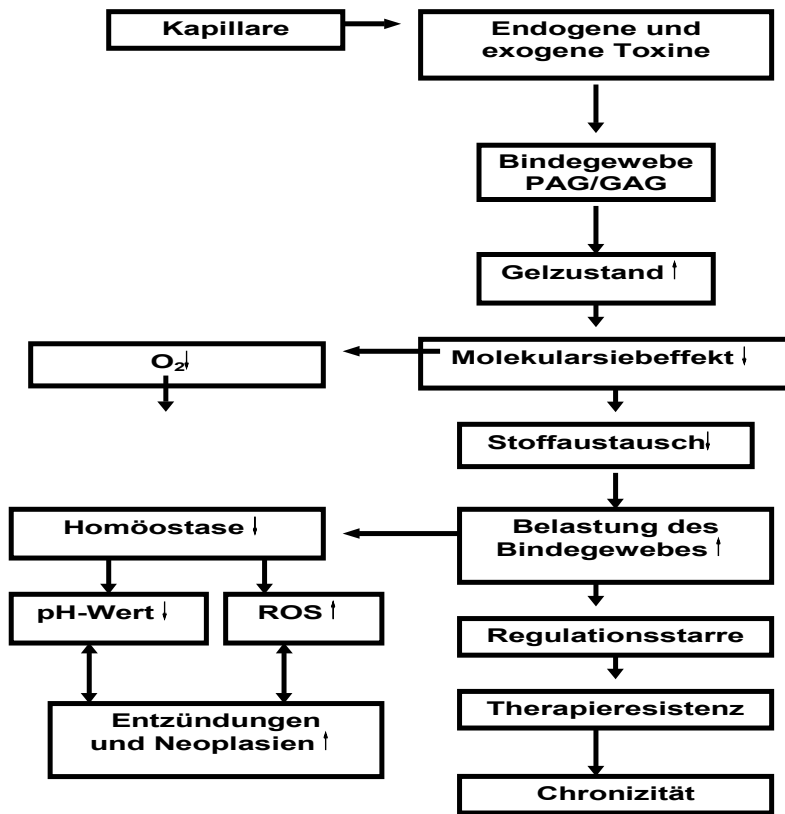 Kapillare
Endogene und
exogene Toxine
Bindegewebe
PAG/GAG
Gelzustand ↑
O₂↓
Molekularsiebeffekt ↓
Stoffaustausch↓
Homöostase ↓
Belastung des
Bindegewebes ↑
pH-Wert ↓
ROS ↑
Regulationsstarre
Therapieresistenz
Entzündungen
und Neoplasien ↑
Chronizität